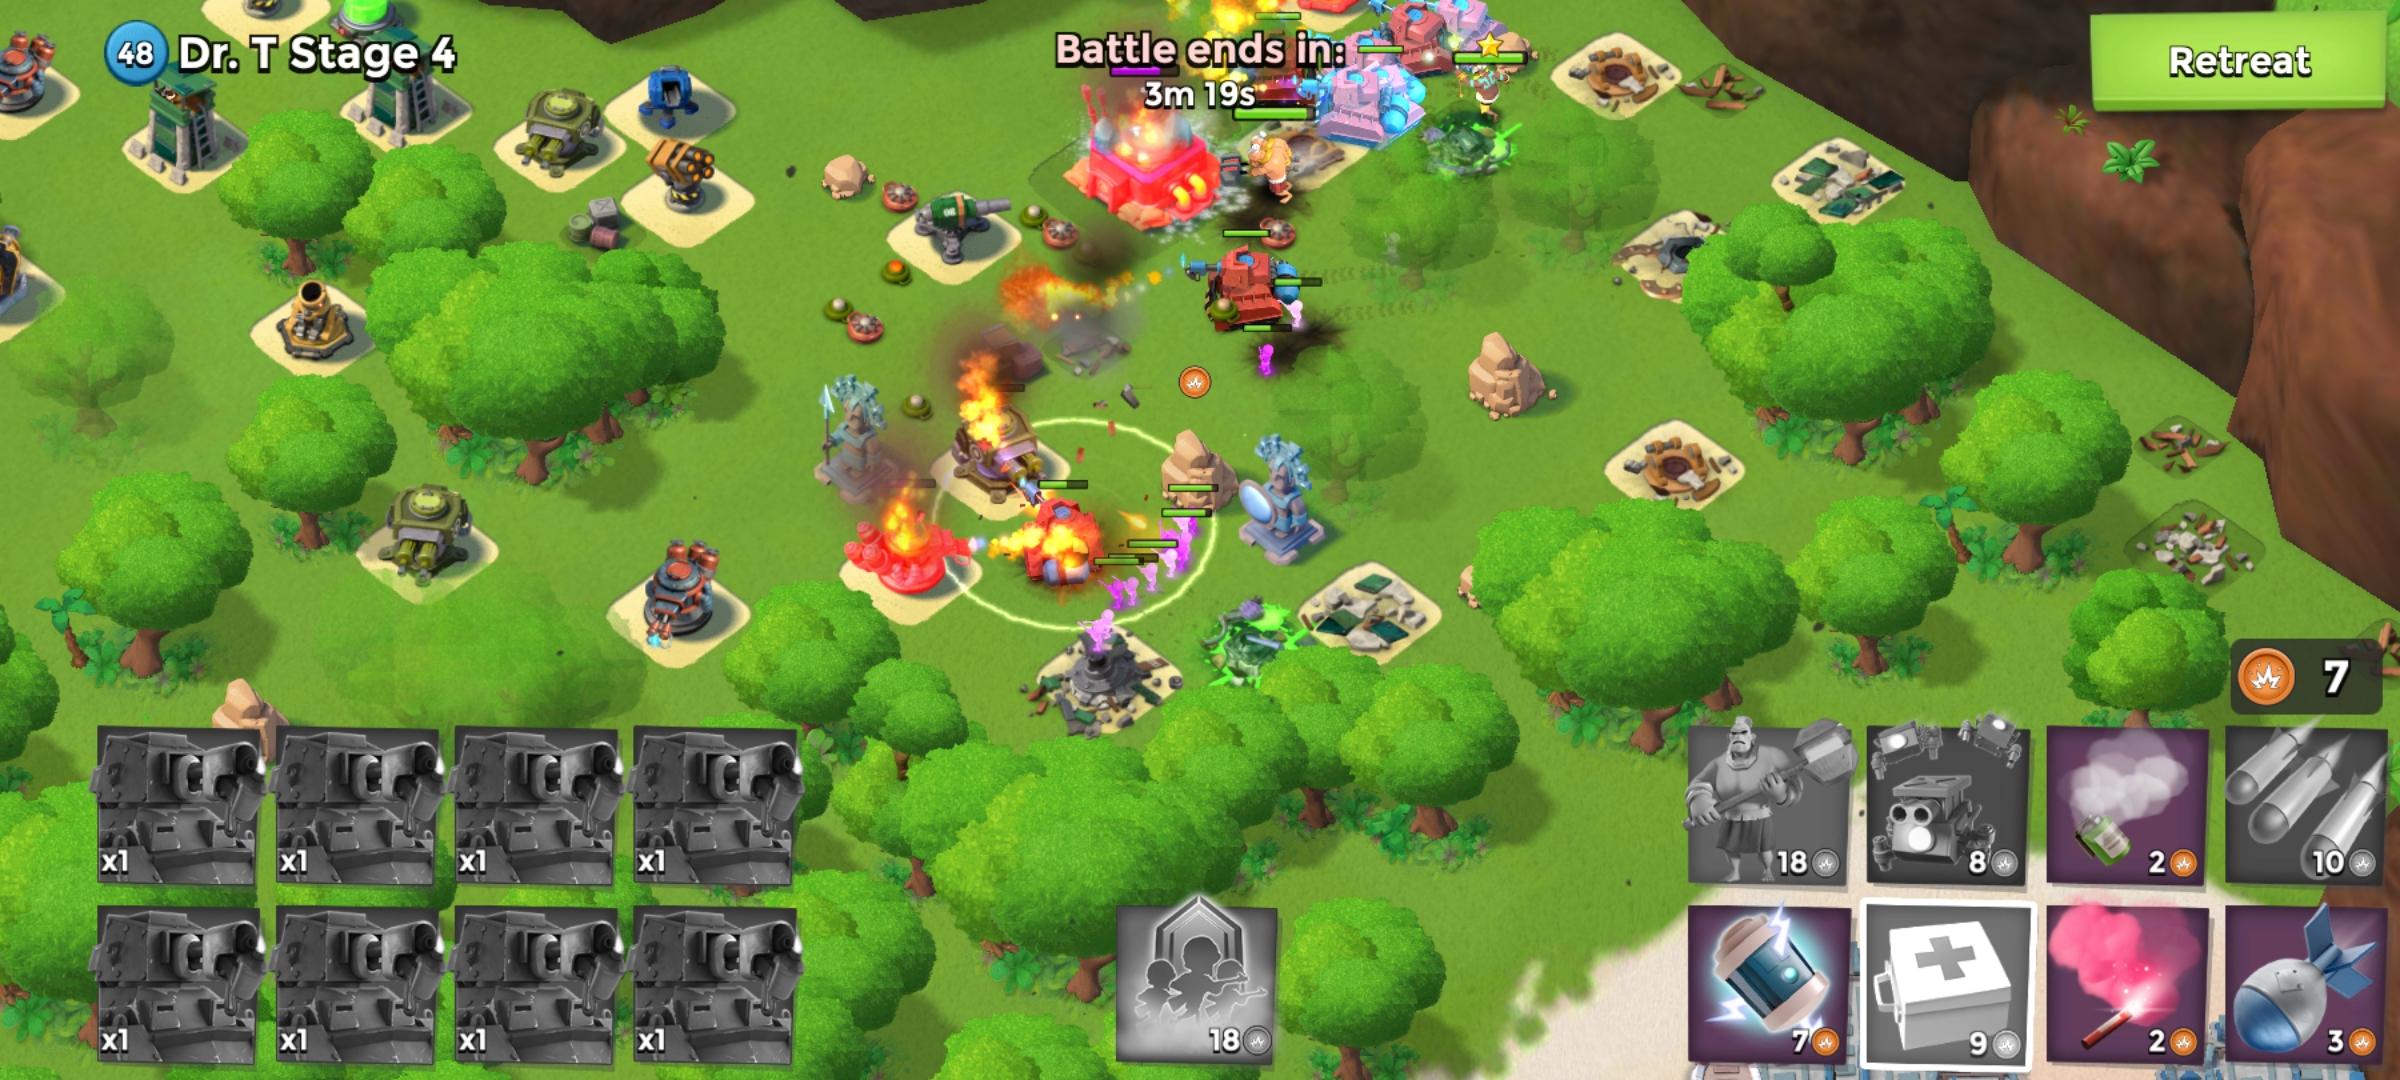 48 Dr. T Stage 4
Battle ends in:
3m 19s
Retreat
7
x1 x1 x1 x1
18 8 2 10
x1 x1 x1 x1
18
7 9 2 3